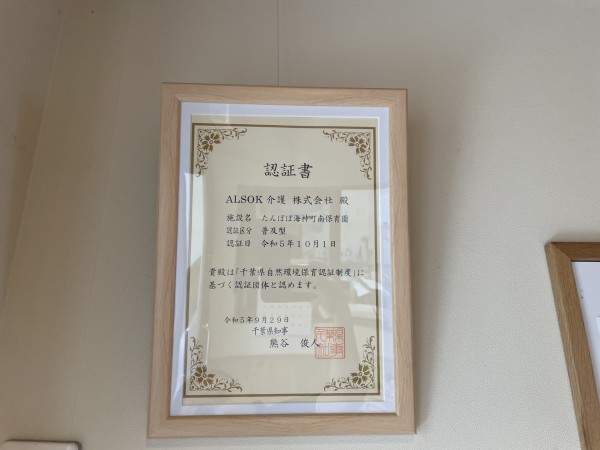 認証書
ALSOK介護 株式会社 殿
施設名 たんぽぽ海神町南保育園
認証区分 普及型
認証日 令和5年10月1日
貴殿は「千葉県自然環境保育認証制度」に
基づく認証団体と認めます。
令和5年9月29日
千葉県知事
熊谷 俊人